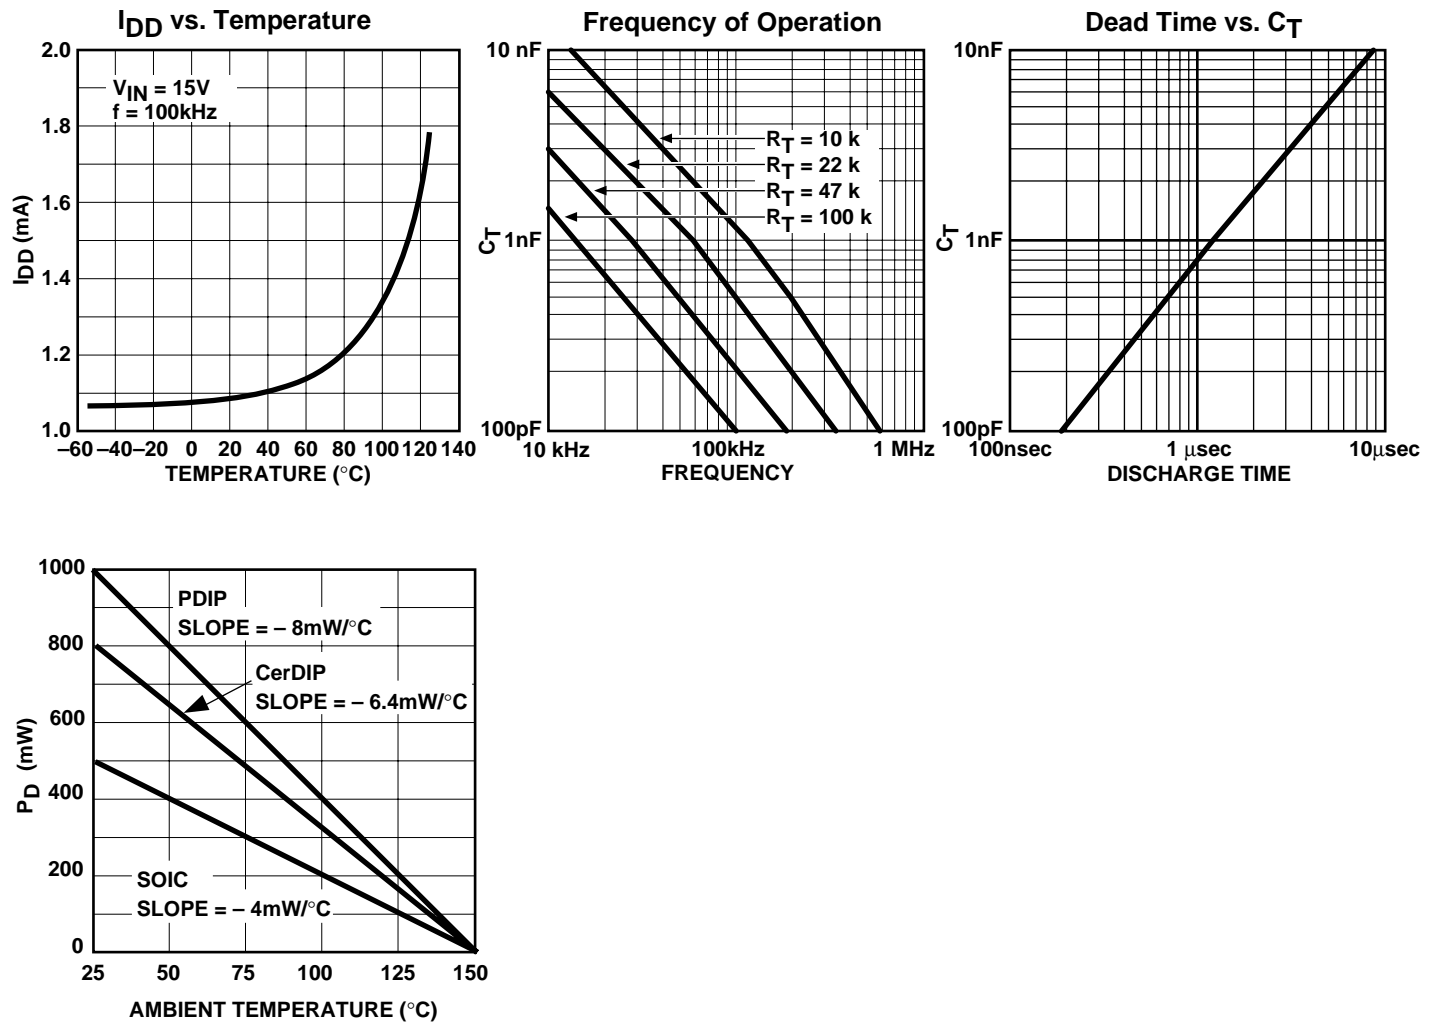 IDD vs. Temperature
2.0
1.8
1.6
1.4
1.2
1.0
IDD (mA)
VIN = 15V
f = 100kHz
–60 –40 –20 0 20 40 60 80 100 120 140
TEMPERATURE (°C)
Frequency of Operation
10 nF
1nF
100pF
CT
RT = 10 k
RT = 22 k
RT = 47 k
RT = 100 k
10 kHz 100kHz 1 MHz
FREQUENCY
Dead Time vs. CT
10nF
1nF
100pF
CT
100nsec 1 µsec 10µsec
DISCHARGE TIME
1000
800
600
400
200
0
PD (mW)
PDIP
SLOPE = – 8mW/°C
CerDIP
SLOPE = – 6.4mW/°C
SOIC
SLOPE = – 4mW/°C
25 50 75 100 125 150
AMBIENT TEMPERATURE (°C)